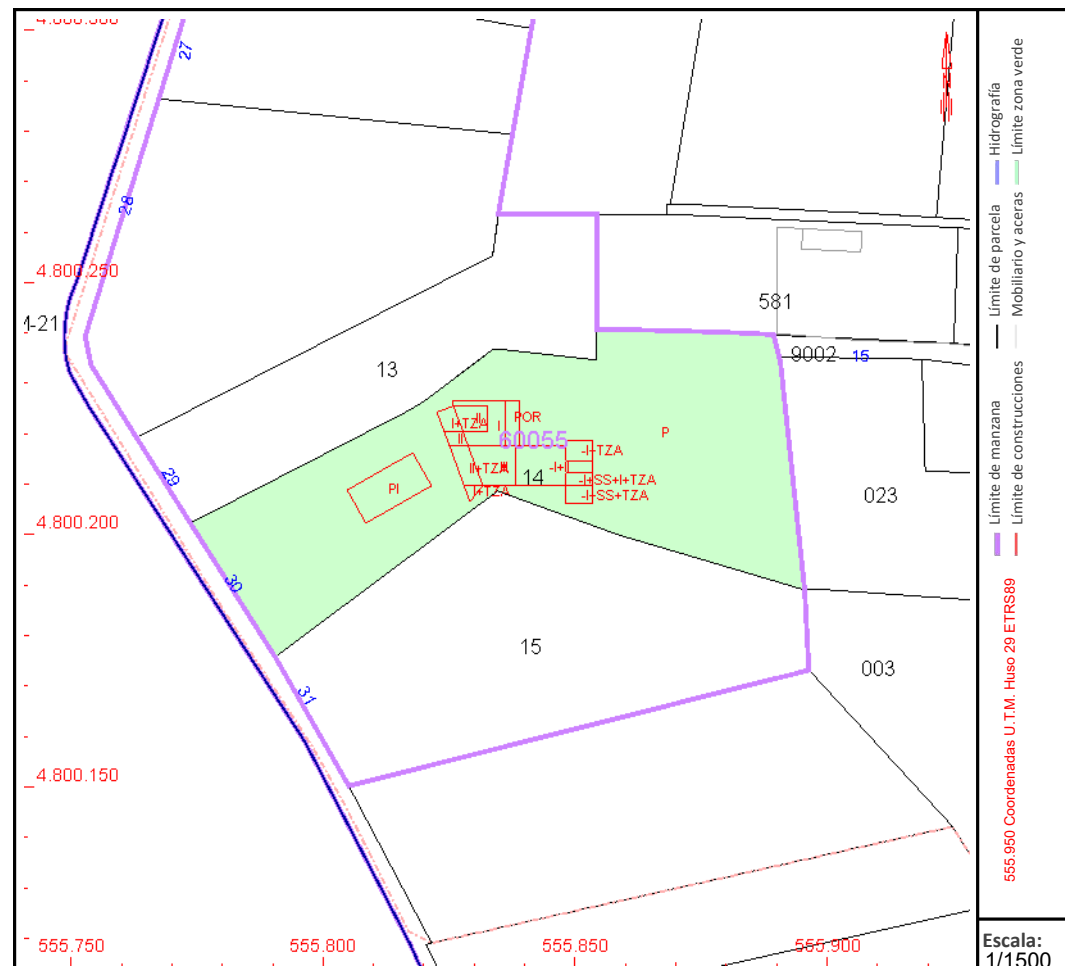 4.800.300
27
28
4.800.250
581
13
9002 15
POR
II
I+TZA
I
II
60055
P
-I+TZA
II+TZA
14
-I+
PI
I+TZA
-I+SS+I+TZA
-I+SS+TZA
29
023
4.800.200
30
15
003
31
4.800.150
555.750
555.800
555.850
555.900
Hidrografía
Límite zona verde
Límite de parcela
Mobiliario y aceras
Límite de manzana
Límite de construcciones
555.950 Coordenadas U.T.M. Huso 29 ETRS89
Escala:
1/1500